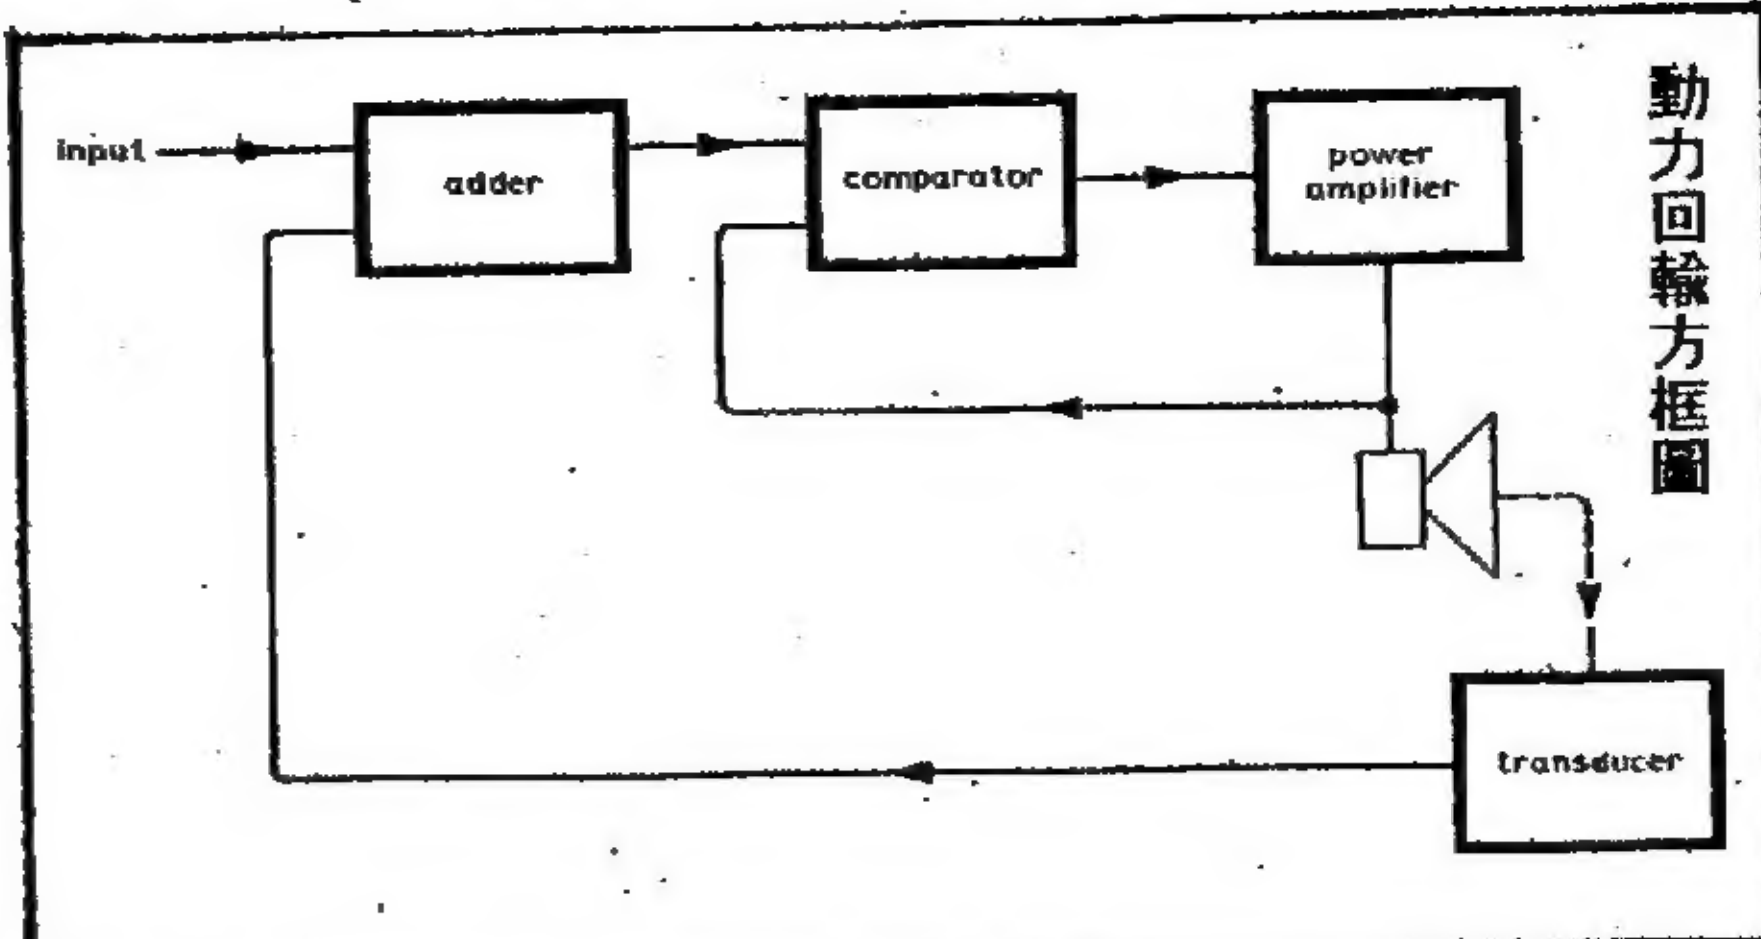 動力回輸方框圖
input
adder
comparator
power
amplifier
transducer